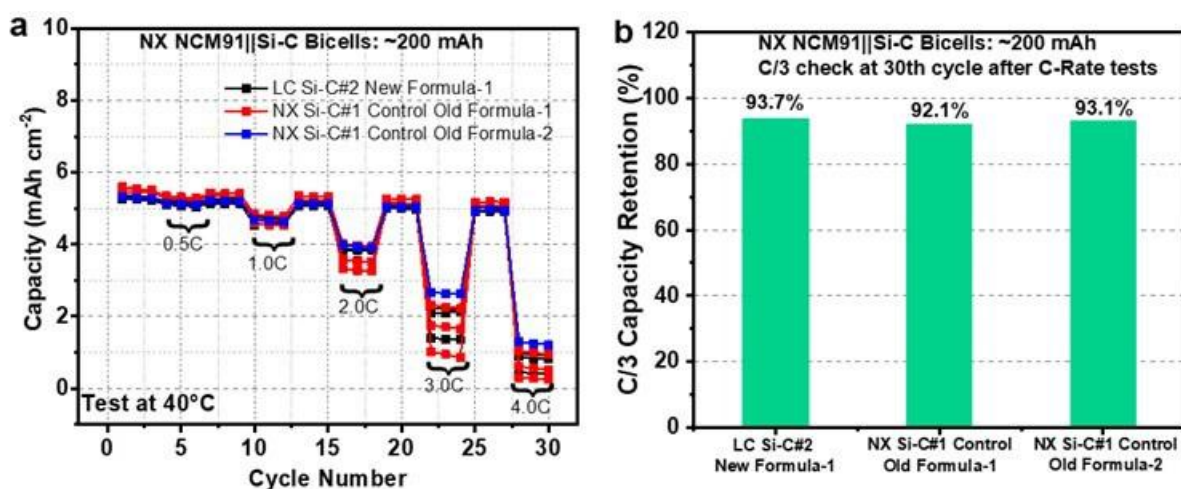 a
NX NCM91||Si-C Bicells: ~200 mAh
LC Si-C#2 New Formula-1
NX Si-C#1 Control Old Formula-1
NX Si-C#1 Control Old Formula-2
Capacity (mAh cm-2)
10
8
6
4
2
0
0.5C
1.0C
2.0C
3.0C
4.0C
Test at 40°C
0 5 10 15 20 25 30
Cycle Number
b
NX NCM91||Si-C Bicells: ~200 mAh
C/3 check at 30th cycle after C-Rate tests
C/3 Capacity Retention (%)
120
100
80
60
40
20
0
93.7%
92.1%
93.1%
LC Si-C#2
New Formula-1
NX Si-C#1 Control
Old Formula-1
NX Si-C#1 Control
Old Formula-2